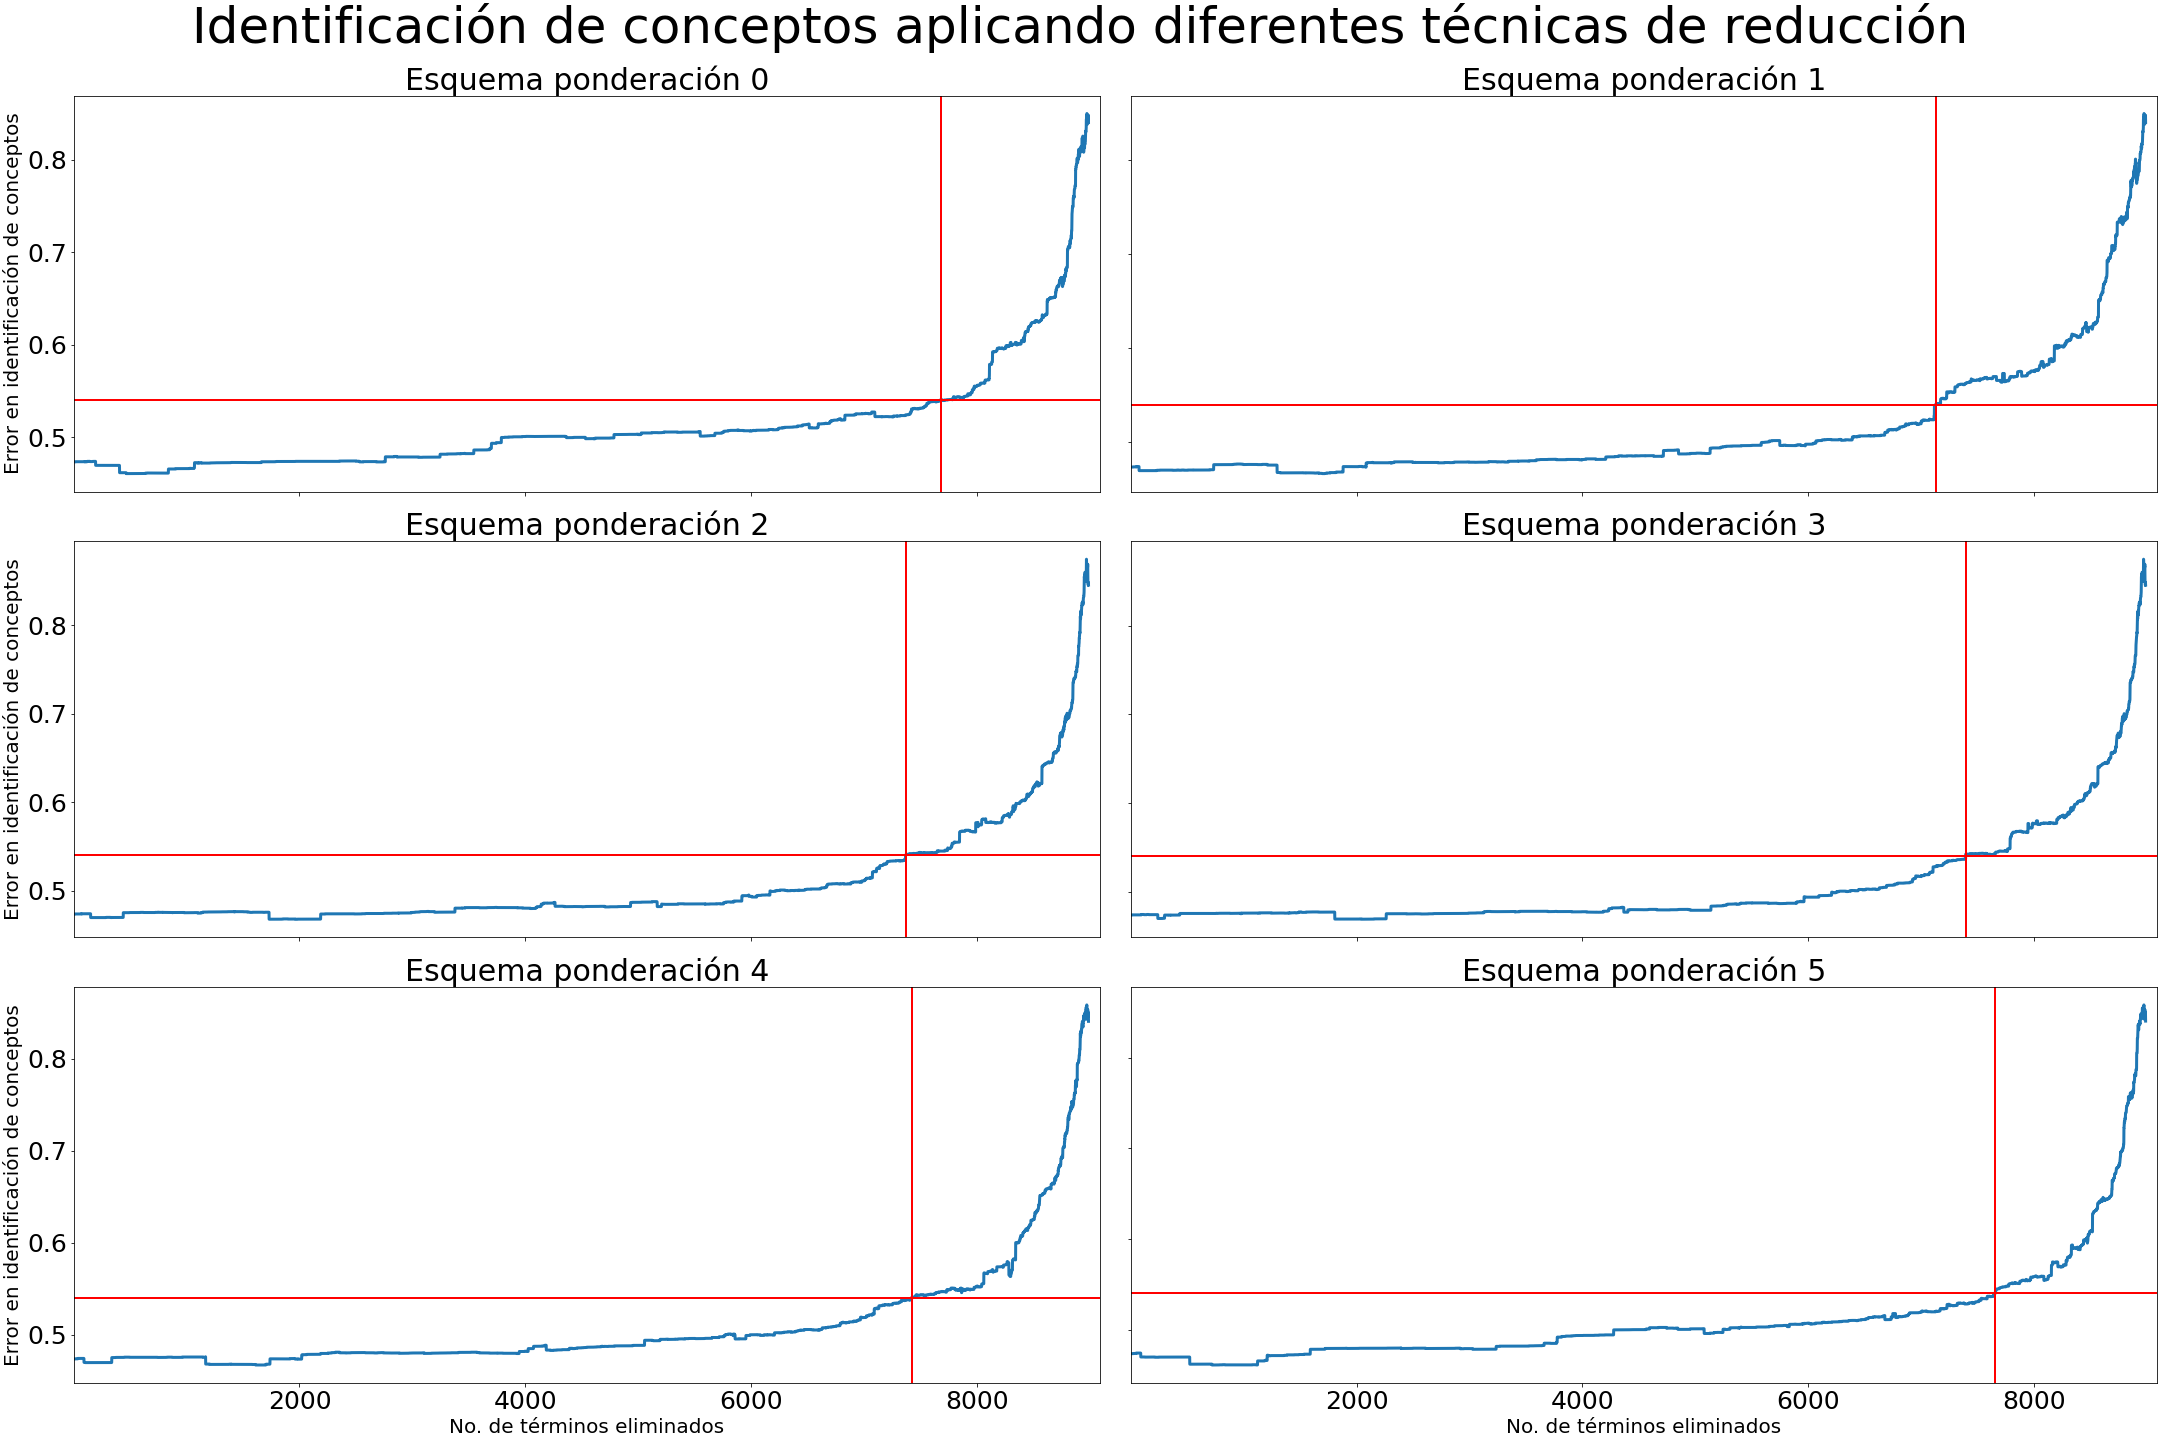 Identificación de conceptos aplicando diferentes técnicas de reducción
Esquema ponderación 0
Error en identificación de conceptos
0.8
0.7
0.6
0.5
Esquema ponderación 1
Esquema ponderación 2
Error en identificación de conceptos
0.8
0.7
0.6
0.5
Esquema ponderación 3
Esquema ponderación 4
Error en identificación de conceptos
0.8
0.7
0.6
0.5
2000 4000 6000 8000
No. de términos eliminados
Esquema ponderación 5
2000 4000 6000 8000
No. de términos eliminados